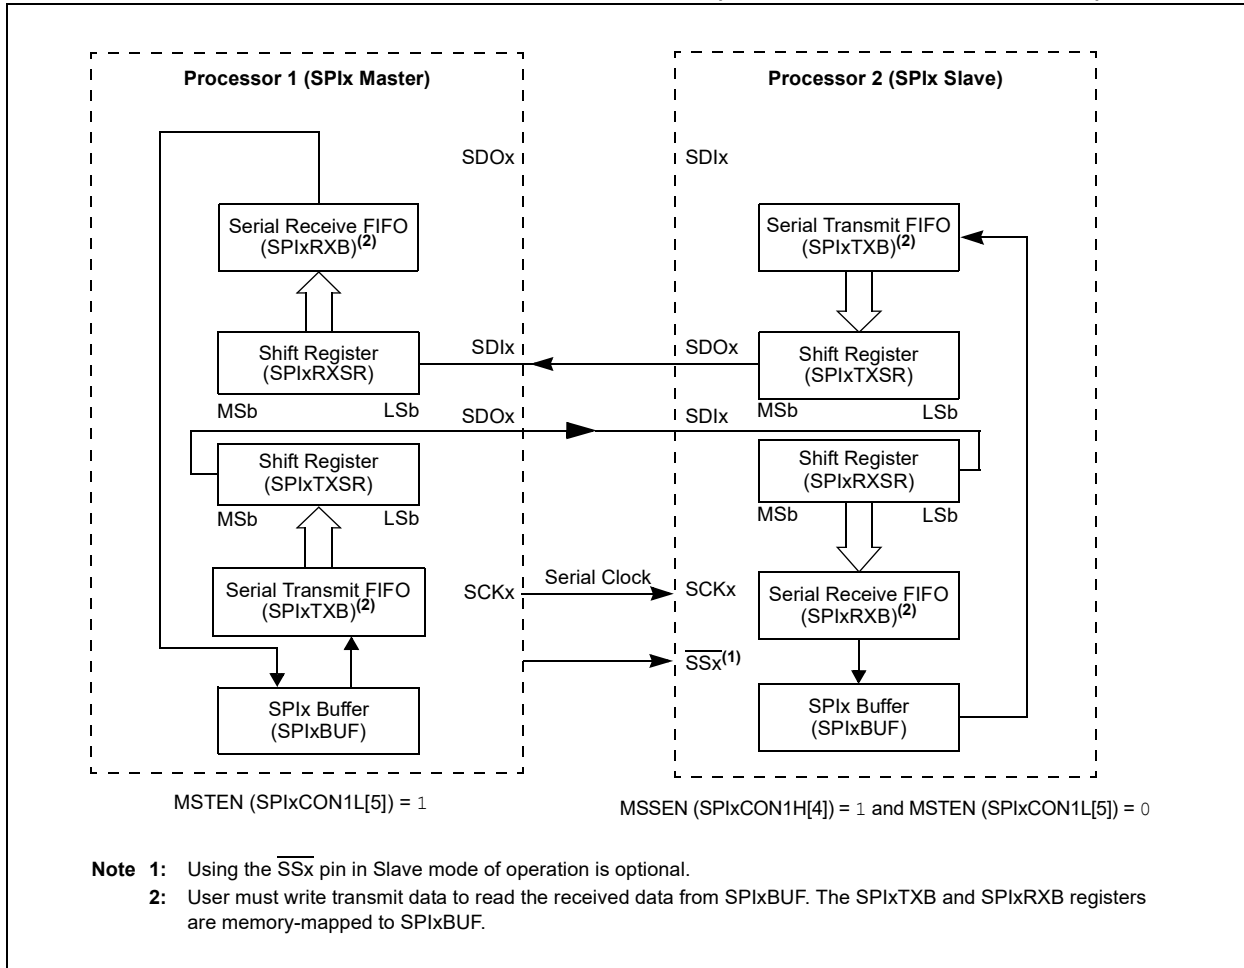 Processor 1 (SPIx Master)
SDOx
Serial Receive FIFO
(SPIxRXB)(2)
Shift Register
(SPIxRXSR)
SDIx
MSb
LSb
SDOx
Shift Register
(SPIxTXSR)
MSb
LSb
Serial Transmit FIFO
(SPIxTXB)(2)
SCKx
Serial Clock
SPIx Buffer
(SPIxBUF)
MSTEN (SPIxCON1L[5]) = 1
Processor 2 (SPIx Slave)
SDIx
Serial Transmit FIFO
(SPIxTXB)(2)
SDOx
Shift Register
(SPIxTXSR)
MSb
LSb
SDIx
Shift Register
(SPIxRXSR)
MSb
LSb
SCKx
Serial Receive FIFO
(SPIxRXB)(2)
SSx(1)
SPIx Buffer
(SPIxBUF)
MSSEN (SPIxCON1H[4]) = 1 and MSTEN (SPIxCON1L[5]) = 0
Note 1: Using the SSx pin in Slave mode of operation is optional.
2: User must write transmit data to read the received data from SPIxBUF. The SPIxTXB and SPIxRXB registers
are memory-mapped to SPIxBUF.